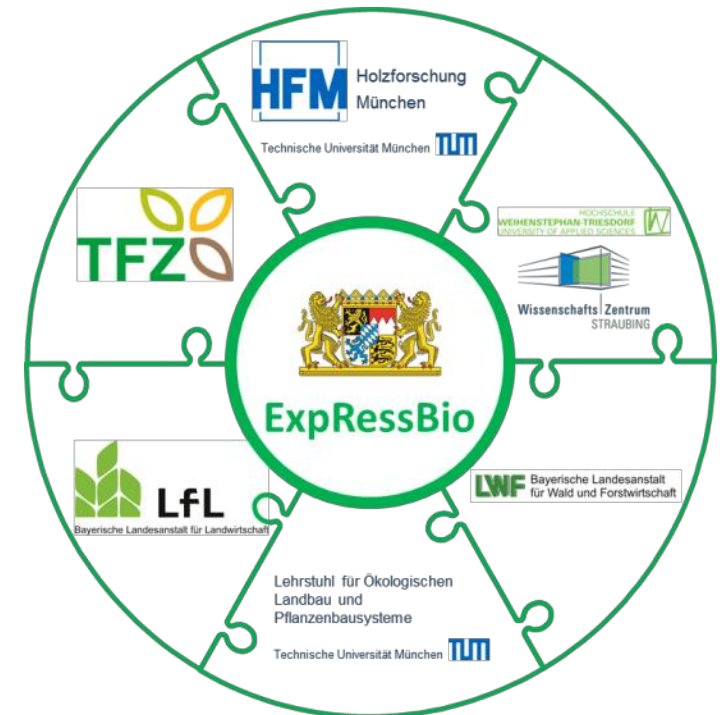 HFM
Holzforschung
München
Technische Universität München TUM
HOCHSCHULE
WEIHENSTEPHAN-TRIESDORF
UNIVERSITY OF APPLIED SCIENCES
Wissenschafts Zentrum
STRAUBING
TFZ
ExpRessBio
LfL
Bayerische Landesanstalt für Landwirtschaft
LWF Bayerische Landesanstalt
für Wald und Forstwirtschaft
Lehrstuhl für Ökologischen
Landbau und
Pflanzenbausysteme
Technische Universität München TUM